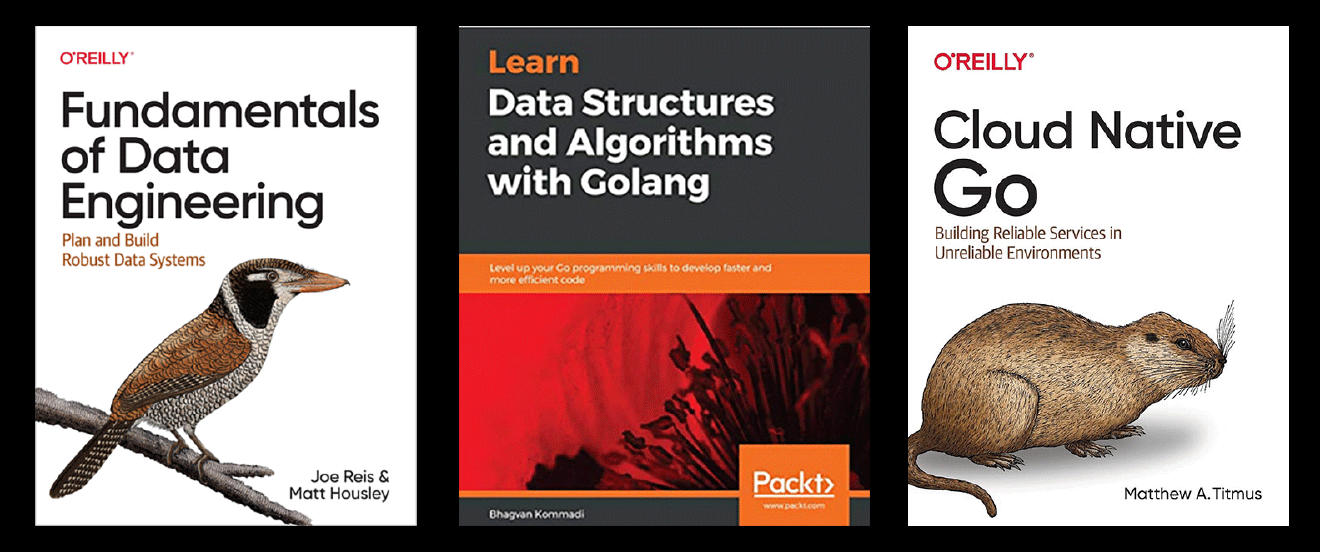 O'REILLY®
Fundamentals
of Data
Engineering
Plan and Build
Robust Data Systems
Joe Reis &
Matt Housley
Learn
Data Structures
and Algorithms
with Golang
Level up your Go programming skills to develop faster and
more efficient code
Packt>
www.packt.com
Bhagvan Kommadi
O'REILLY®
Cloud Native
Go
Building Reliable Services in
Unreliable Environments
Matthew A. Titmus